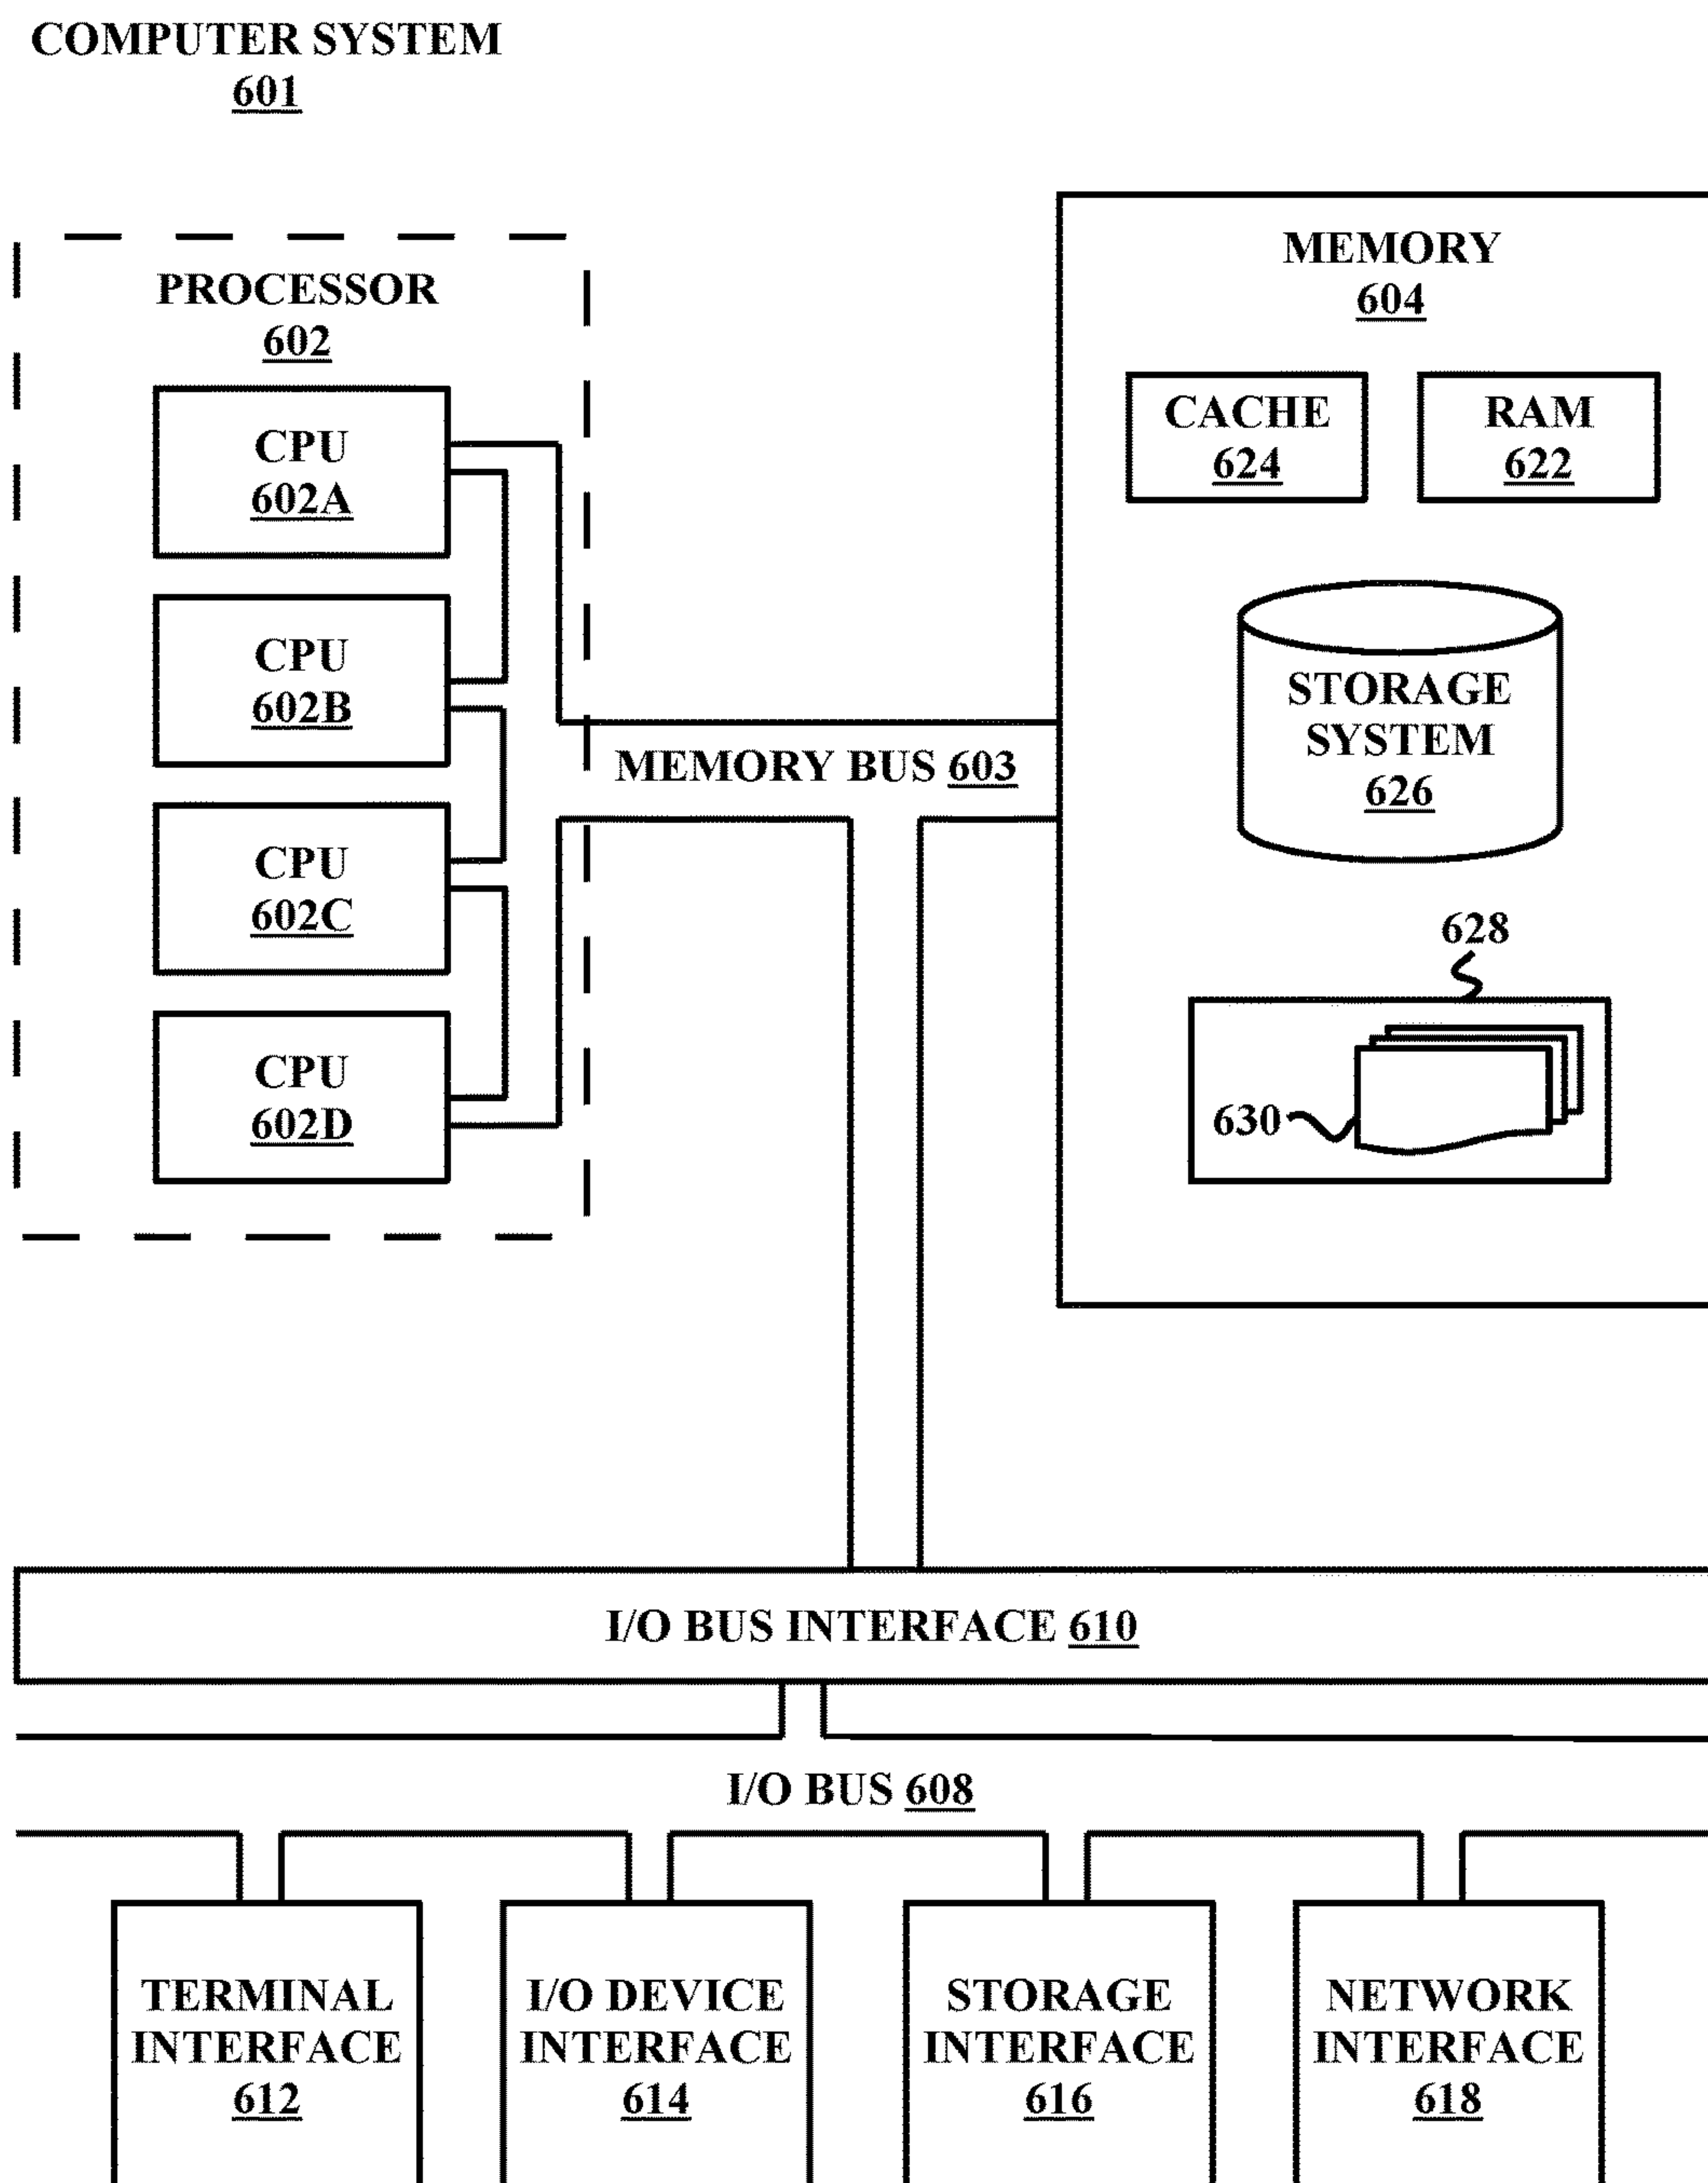 COMPUTER SYSTEM
601
PROCESSOR
602
CPU
602A
CPU
602B
CPU
602C
CPU
602D
MEMORY BUS 603
MEMORY
604
CACHE
624
RAM
622
STORAGE
SYSTEM
626
628
630
I/O BUS INTERFACE 610
I/O BUS 608
TERMINAL
INTERFACE
612
I/O DEVICE
INTERFACE
614
STORAGE
INTERFACE
616
NETWORK
INTERFACE
618